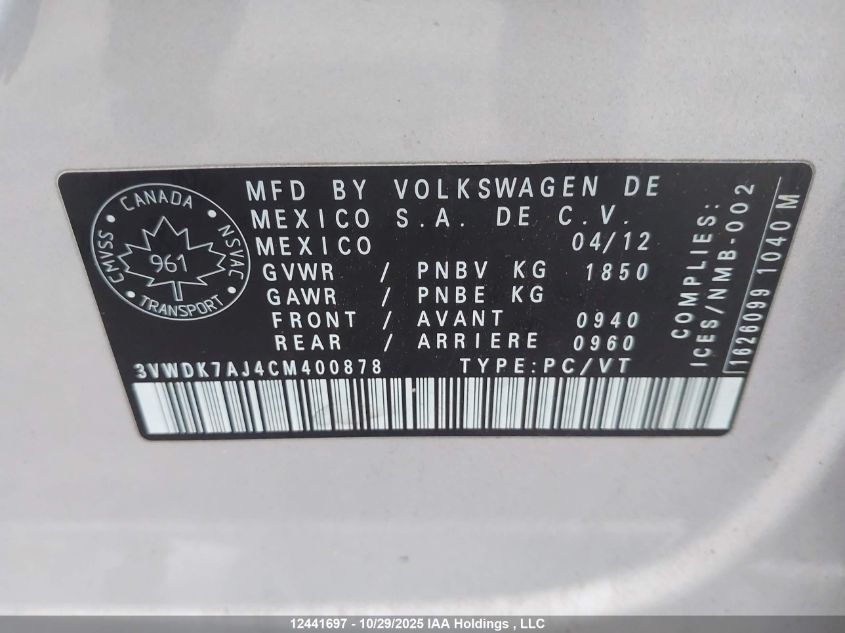 CANADA
CMVSS
NSVAC
961
TRANSPORT
MFD BY VOLKSWAGEN DE
MEXICO S.A. DE C.V.
MEXICO 04/12
GVWR / PNBV KG 1850
GAWR / PNBE KG
FRONT / AVANT 0940
REAR / ARRIERE 0960
3VWDK7AJ4CM400878 TYPE:PC/VT
COMPLIES:
ICES/NMB-002
1626099 1040 M
12441697 - 10/29/2025 IAA Holdings , LLC